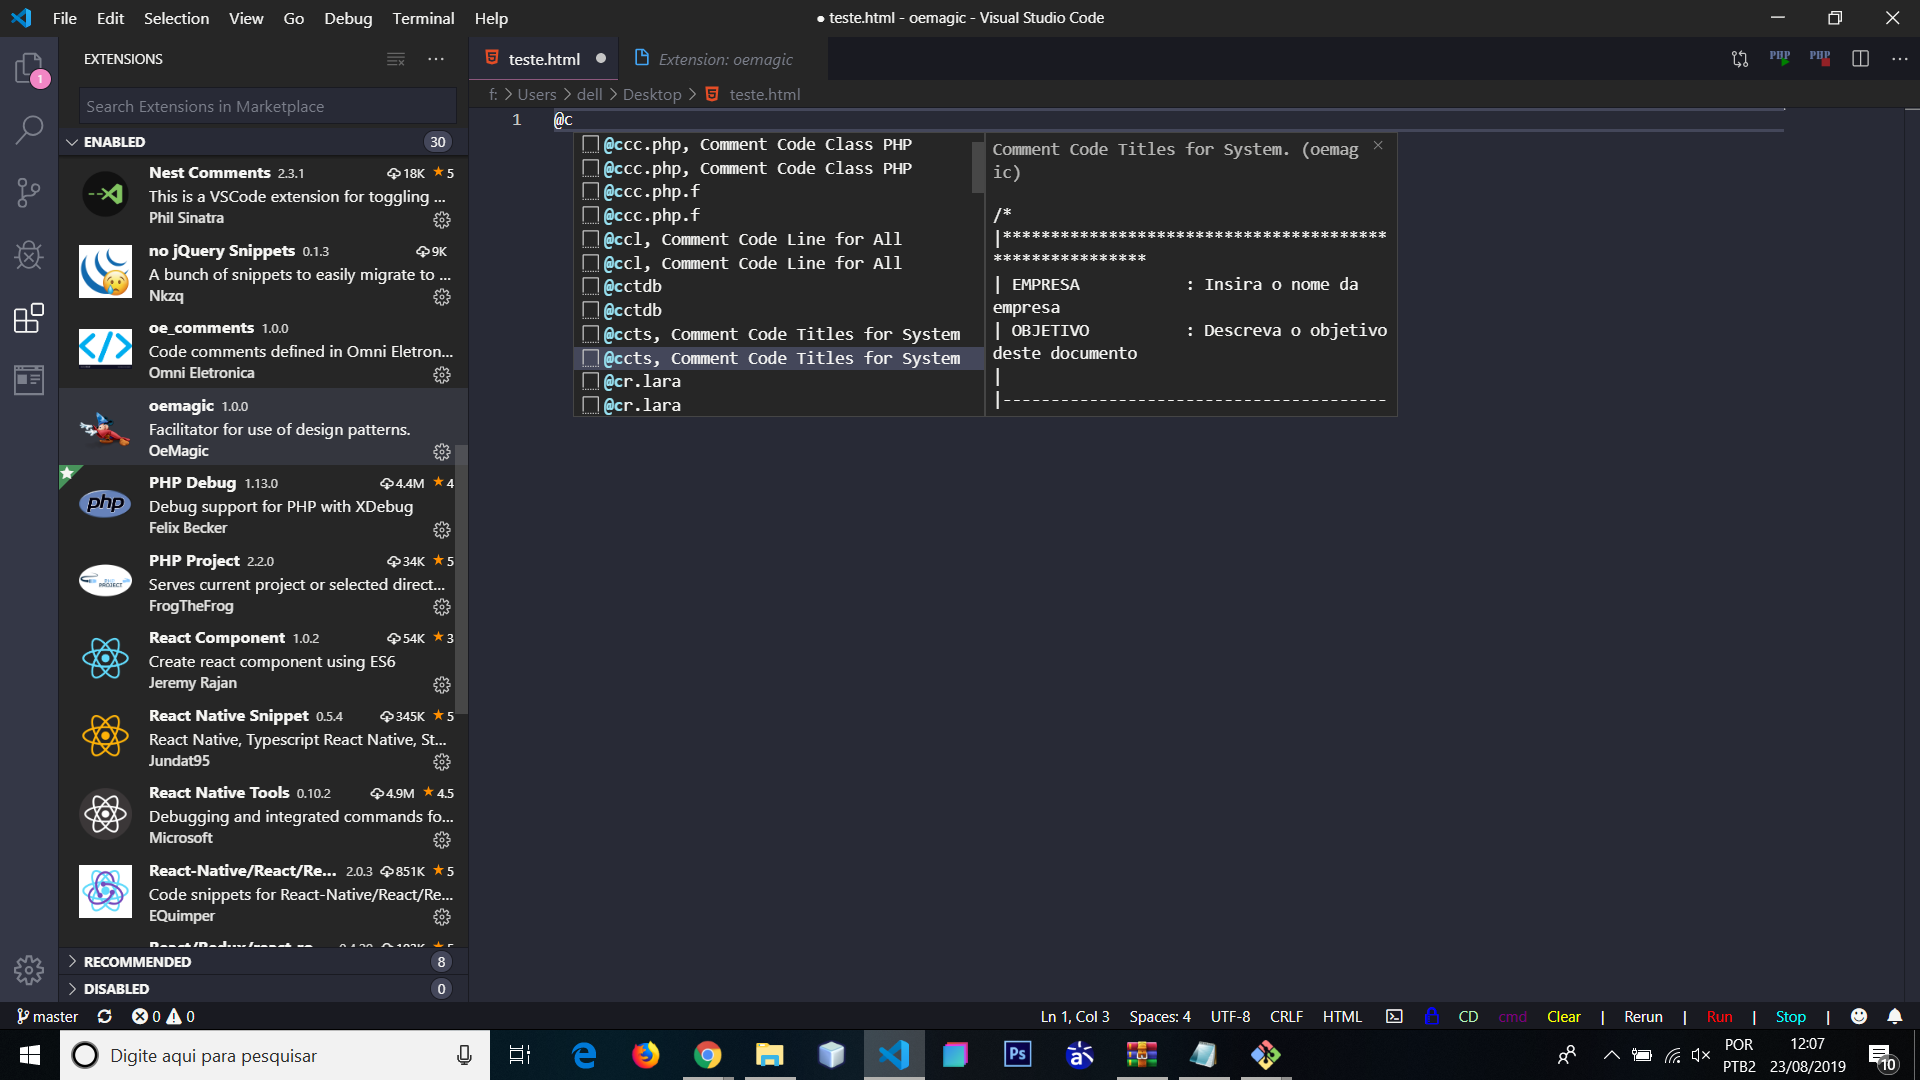 File Edit Selection View Go Debug Terminal Help
● teste.html - oemagic - Visual Studio Code
EXTENSIONS
Search Extensions in Marketplace
ENABLED 30
Nest Comments 2.3.1 18K ★ 5
This is a VSCode extension for toggling ...
Phil Sinatra
no jQuery Snippets 0.1.3 9K
A bunch of snippets to easily migrate to ...
Nkzq
oe_comments 1.0.0
Code comments defined in Omni Eletron...
Omni Eletronica
oemagic 1.0.0
Facilitator for use of design patterns.
OeMagic
php
PHP Debug 1.13.0 4.4M ★ 4
Debug support for PHP with XDebug
Felix Becker
PROJECT
PHP Project 2.2.0 34K ★ 5
Serves current project or selected direct...
FrogTheFrog
React Component 1.0.2 54K ★ 3
Create react component using ES6
Jeremy Rajan
React Native Snippet 0.5.4 345K ★ 5
React Native, Typescript React Native, St...
Jundat95
React Native Tools 0.10.2 4.9M ★ 4.5
Debugging and integrated commands fo...
Microsoft
React-Native/React/Re... 2.0.3 851K ★ 5
Code snippets for React-Native/React/Re...
EQuimper
RECOMMENDED 8
DISABLED 0
1
teste.html ● Extension: oemagic
PHP PHP
f: > Users > dell > Desktop > teste.html
1 @c
@ccc.php, Comment Code Class PHP
@ccc.php, Comment Code Class PHP
@ccc.php.f
@ccc.php.f
@ccl, Comment Code Line for All
@ccl, Comment Code Line for All
@cctdb
@cctdb
@ccts, Comment Code Titles for System
@ccts, Comment Code Titles for System
@cr.lara
@cr.lara
Comment Code Titles for System. (oemag
ic)
/*
|****************************************
****************
| EMPRESA : Insira o nome da
empresa
| OBJETIVO : Descreva o objetivo
deste documento
|
|----------------------------------------
master 0 0
Ln 1, Col 3 Spaces: 4 UTF-8 CRLF HTML CD cmd Clear | Rerun | Run | Stop |
Digite aqui para pesquisar
Ps
POR
PTB2
12:07
23/08/2019
10